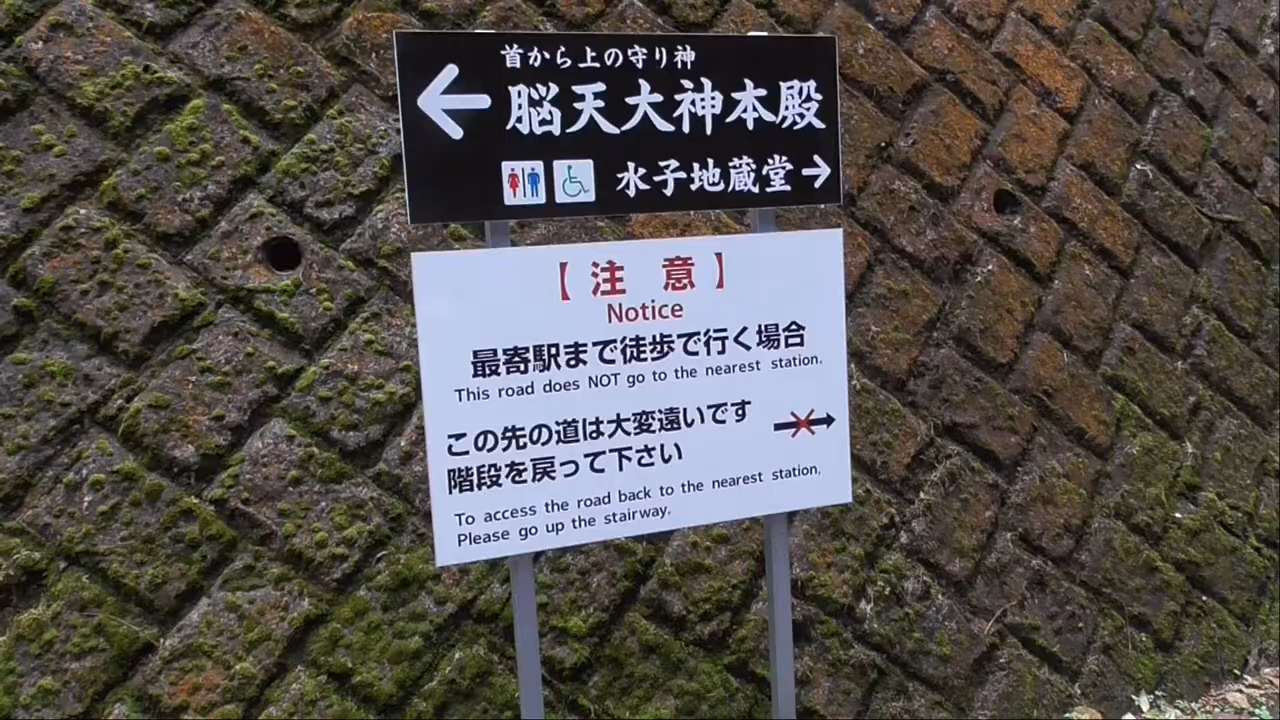 首から上の守り神
← 脳天大神本殿
水子地蔵堂 →
【注 意】
Notice
最寄駅まで徒歩で行く場合
This road does NOT go to the nearest station.
この先の道は大変遠いです
階段を戻って下さい
To access the road back to the nearest station,
Please go up the stairway.